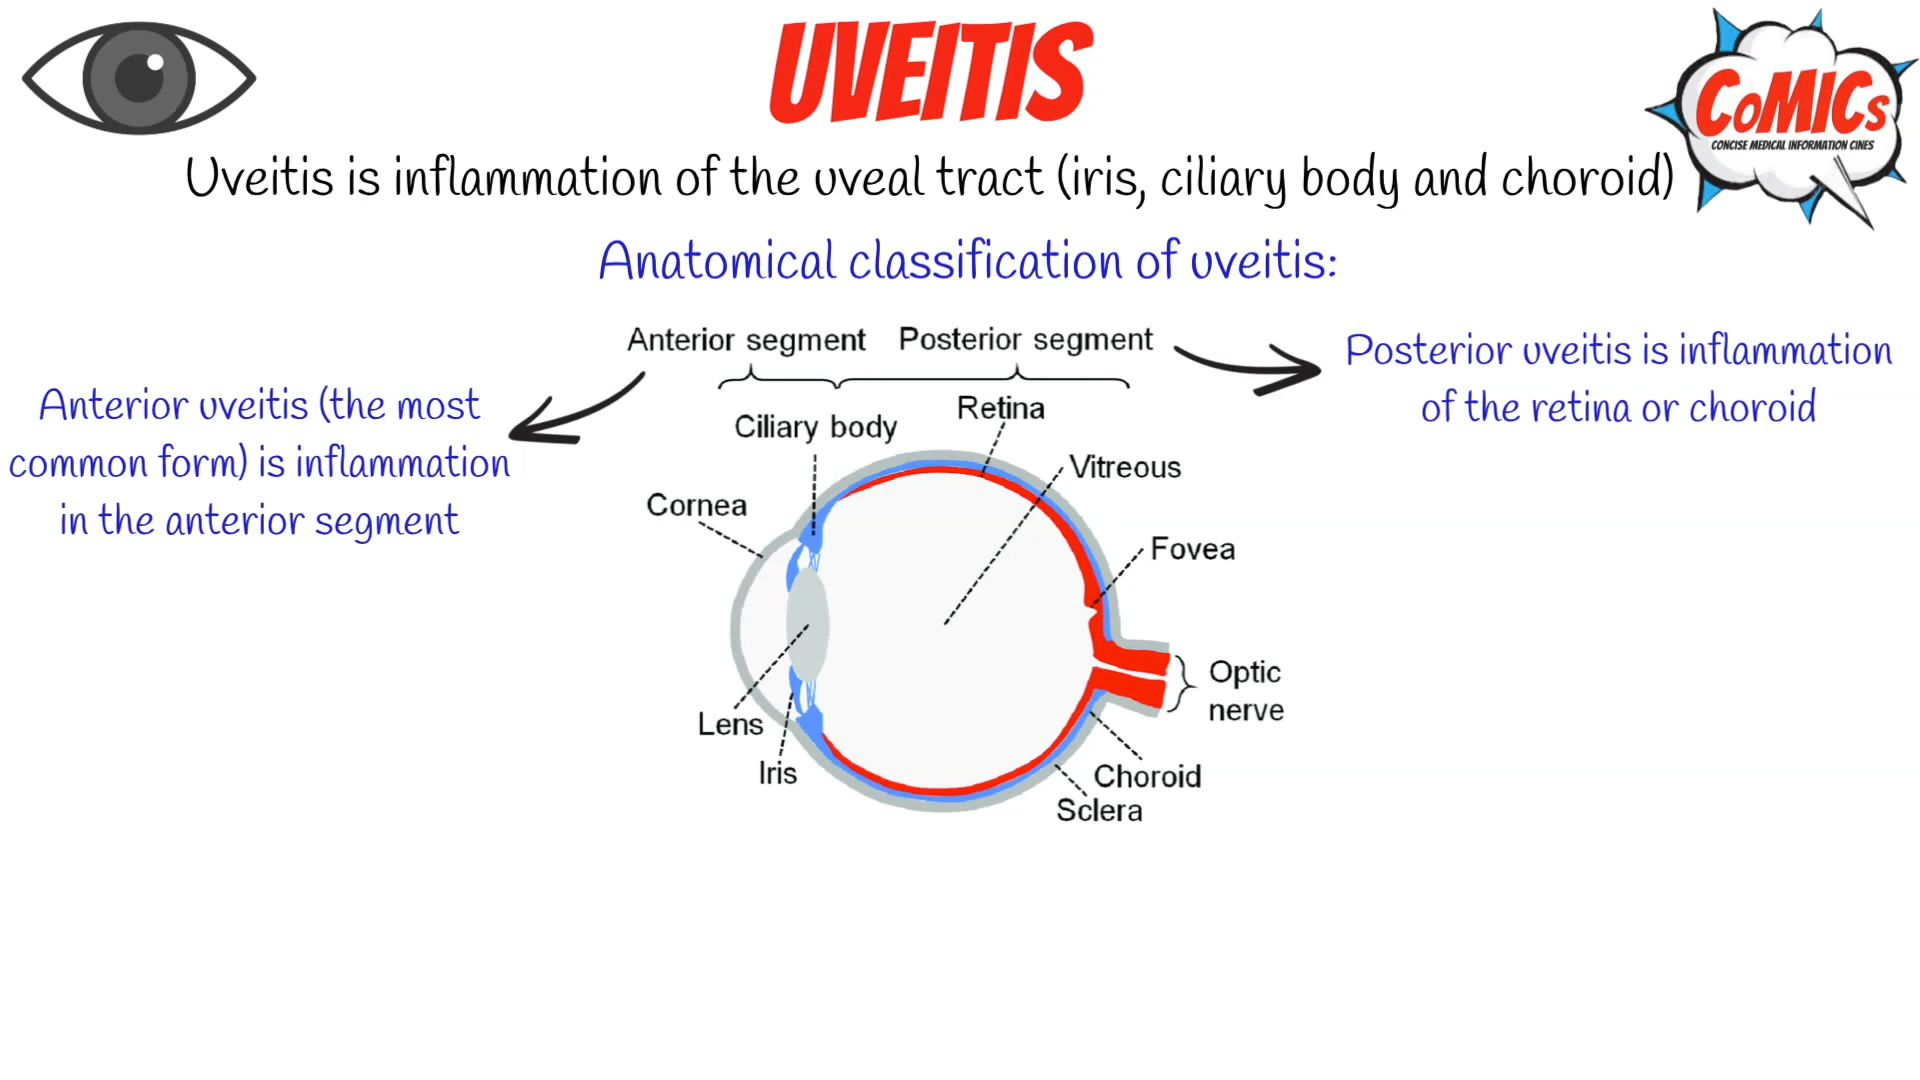 UVEITIS
CoMICs
CONCISE MEDICAL INFORMATION CINES
Uveitis is inflammation of the uveal tract (iris, ciliary body and choroid)
Anatomical classification of uveitis:
Anterior segment
Posterior segment
Anterior uveitis (the most
common form) is inflammation
in the anterior segment
Posterior uveitis is inflammation
of the retina or choroid
Retina
Ciliary body
Vitreous
Cornea
Fovea
Optic
nerve
Lens
Iris
Choroid
Sclera